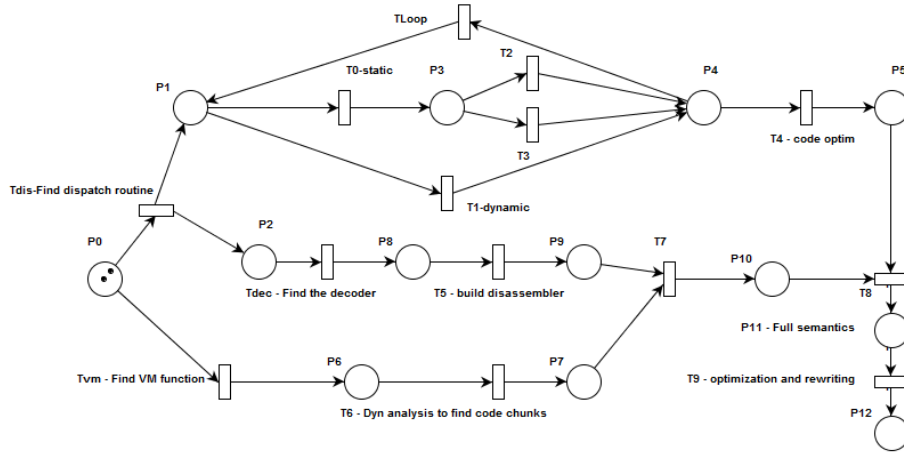 TLoop
T2
P4
P5
T0-static
P3
P1
T3
T4 - code optim
Tdis-Find dispatch routine
T1-dynamic
P0
P2
P8
P9
T7
P10
Tdec - Find the decoder
T5 - build disassembler
T8
P11 - Full semantics
P6
P7
Tvm - Find VM function
T9 - optimization and rewriting
T6 - Dyn analysis to find code chunks
P12